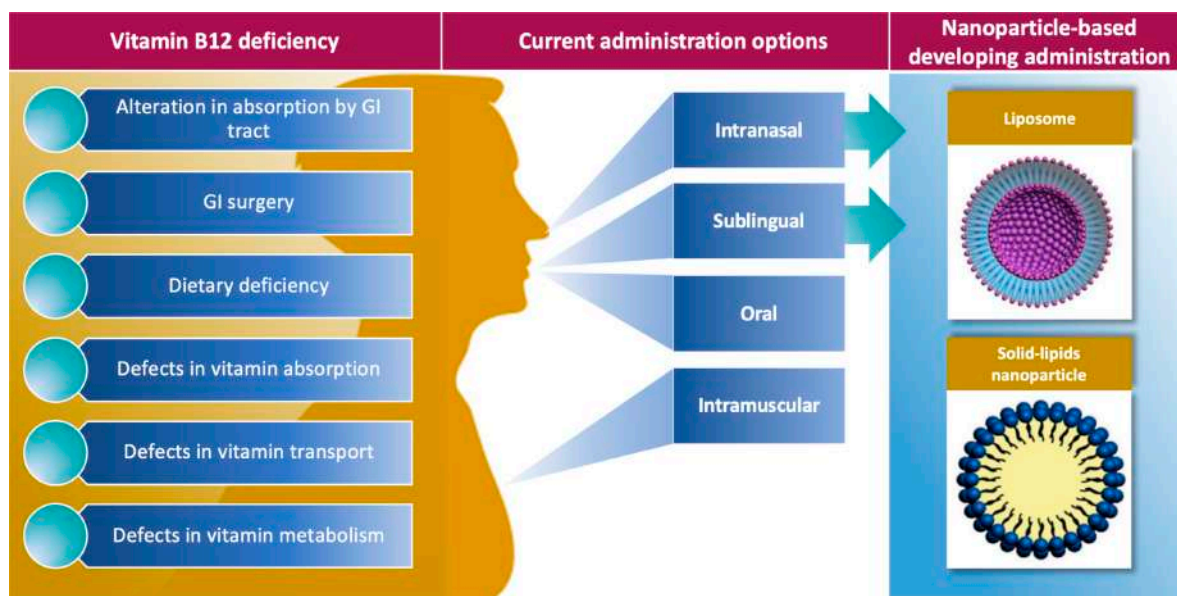 Vitamin B12 deficiency
Current administration options
Nanoparticle-based
developing administration
Alteration in absorption by GI
tract
GI surgery
Dietary deficiency
Defects in vitamin absorption
Defects in vitamin transport
Defects in vitamin metabolism
Intranasal
Sublingual
Oral
Intramuscular
Liposome
Solid-lipids
nanoparticle